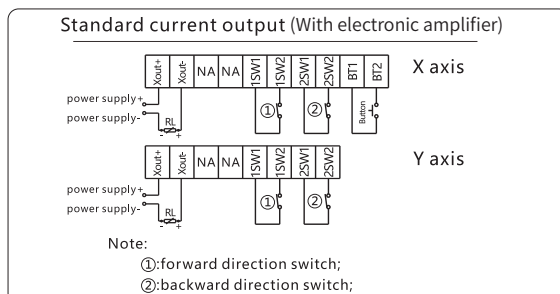 Standard current output (With electronic amplifier)
Xout+ Xout- NA NA 1SW1 1SW2 2SW1 2SW2 BT1 BT2 X axis
power supply+
power supply-
RL
- +
① ② Button
Xout+ Xout- NA NA 1SW1 1SW2 2SW1 2SW2 Y axis
power supply+
power supply-
RL
- +
① ②
Note:
①:forward direction switch;
②:backward direction switch;